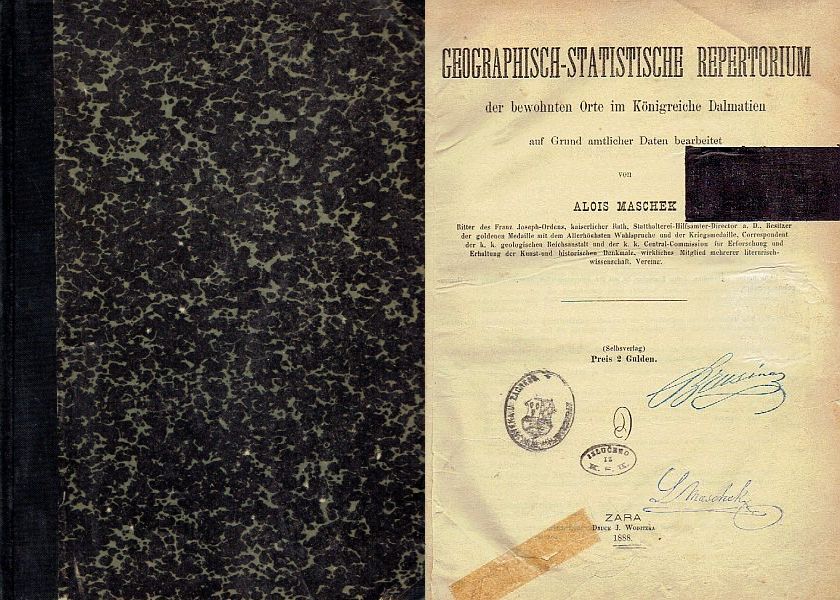 GEOGRAPHISCH-STATISTISCHE REPERTORIUM
der bewohnten Orte im Königreiche Dalmatien
auf Grund amtlicher Daten bearbeitet
von
ALOIS MASCHEK
Ritter des Franz Joseph-Ordens, kaiserlicher Rath, Statthalterei-Hilfsämter-Director a. D., Besitzer
der goldenen Medaille mit dem Allerhöchsten Wahlspruche und der Kriegsmedaille, Correspondent
der k. k. geologischen Reichsanstalt und der k. k. Central-Commission für Erforschung und
Erhaltung der Kunst-und historischen Denkmale, wirkliches Mitglied mehrerer literarisch-
wissenschaft. Vereine.
(Selbsverlag)
Preis 2 Gulden.
IZLUČENO
IZ
L. Maschek
ZARA
Druck J. Woditzka
1888.